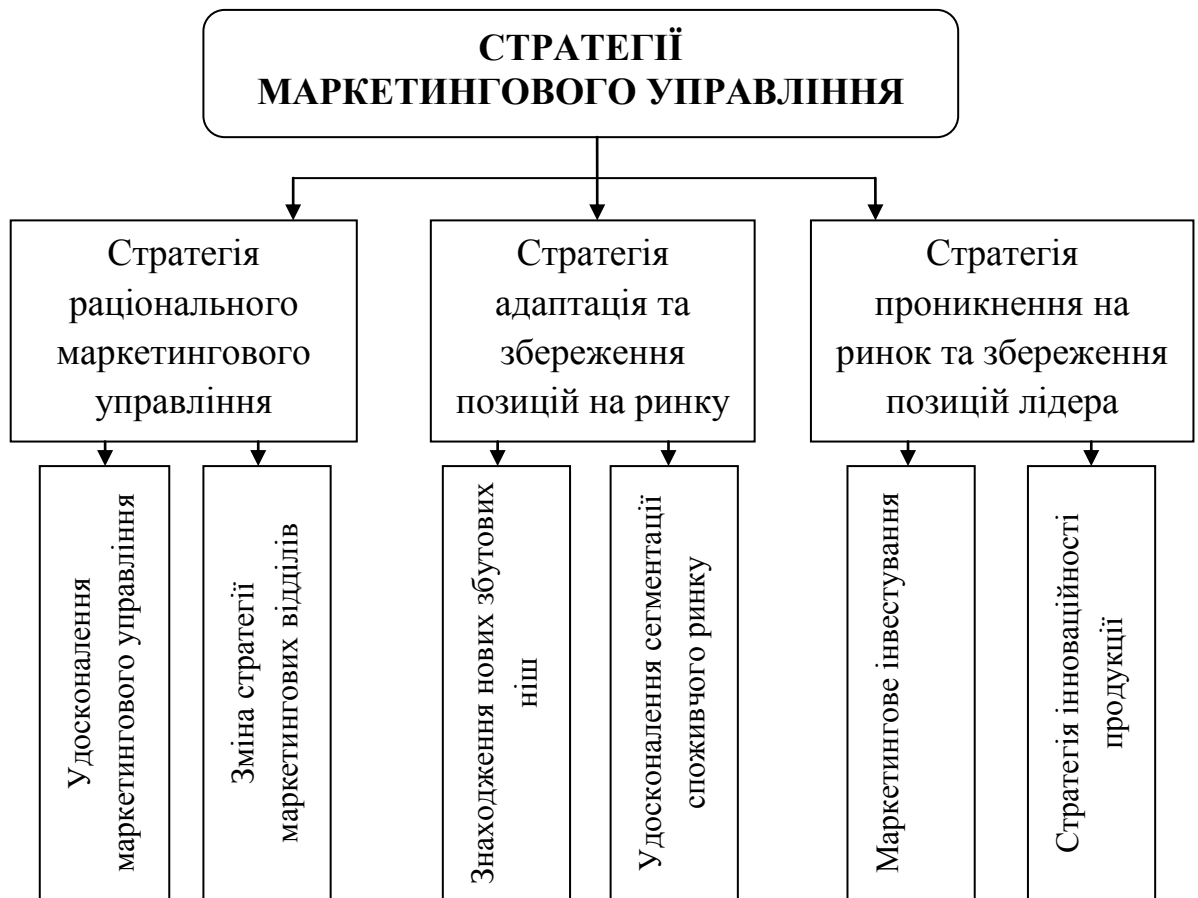 СТРАТЕГІЇ
МАРКЕТИНГОВОГО УПРАВЛІННЯ
Стратегія
раціонального
маркетингового
управління
Стратегія
адаптація та
збереження
позицій на ринку
Стратегія
проникнення на
ринок та збереження
позицій лідера
Удосконалення
маркетингового управління
Зміна стратегії
маркетингових відділів
Знаходження нових збутових
ніш
Удосконалення сегментації
споживчого ринку
Маркетингове інвестування
Стратегія інноваційності
продукції